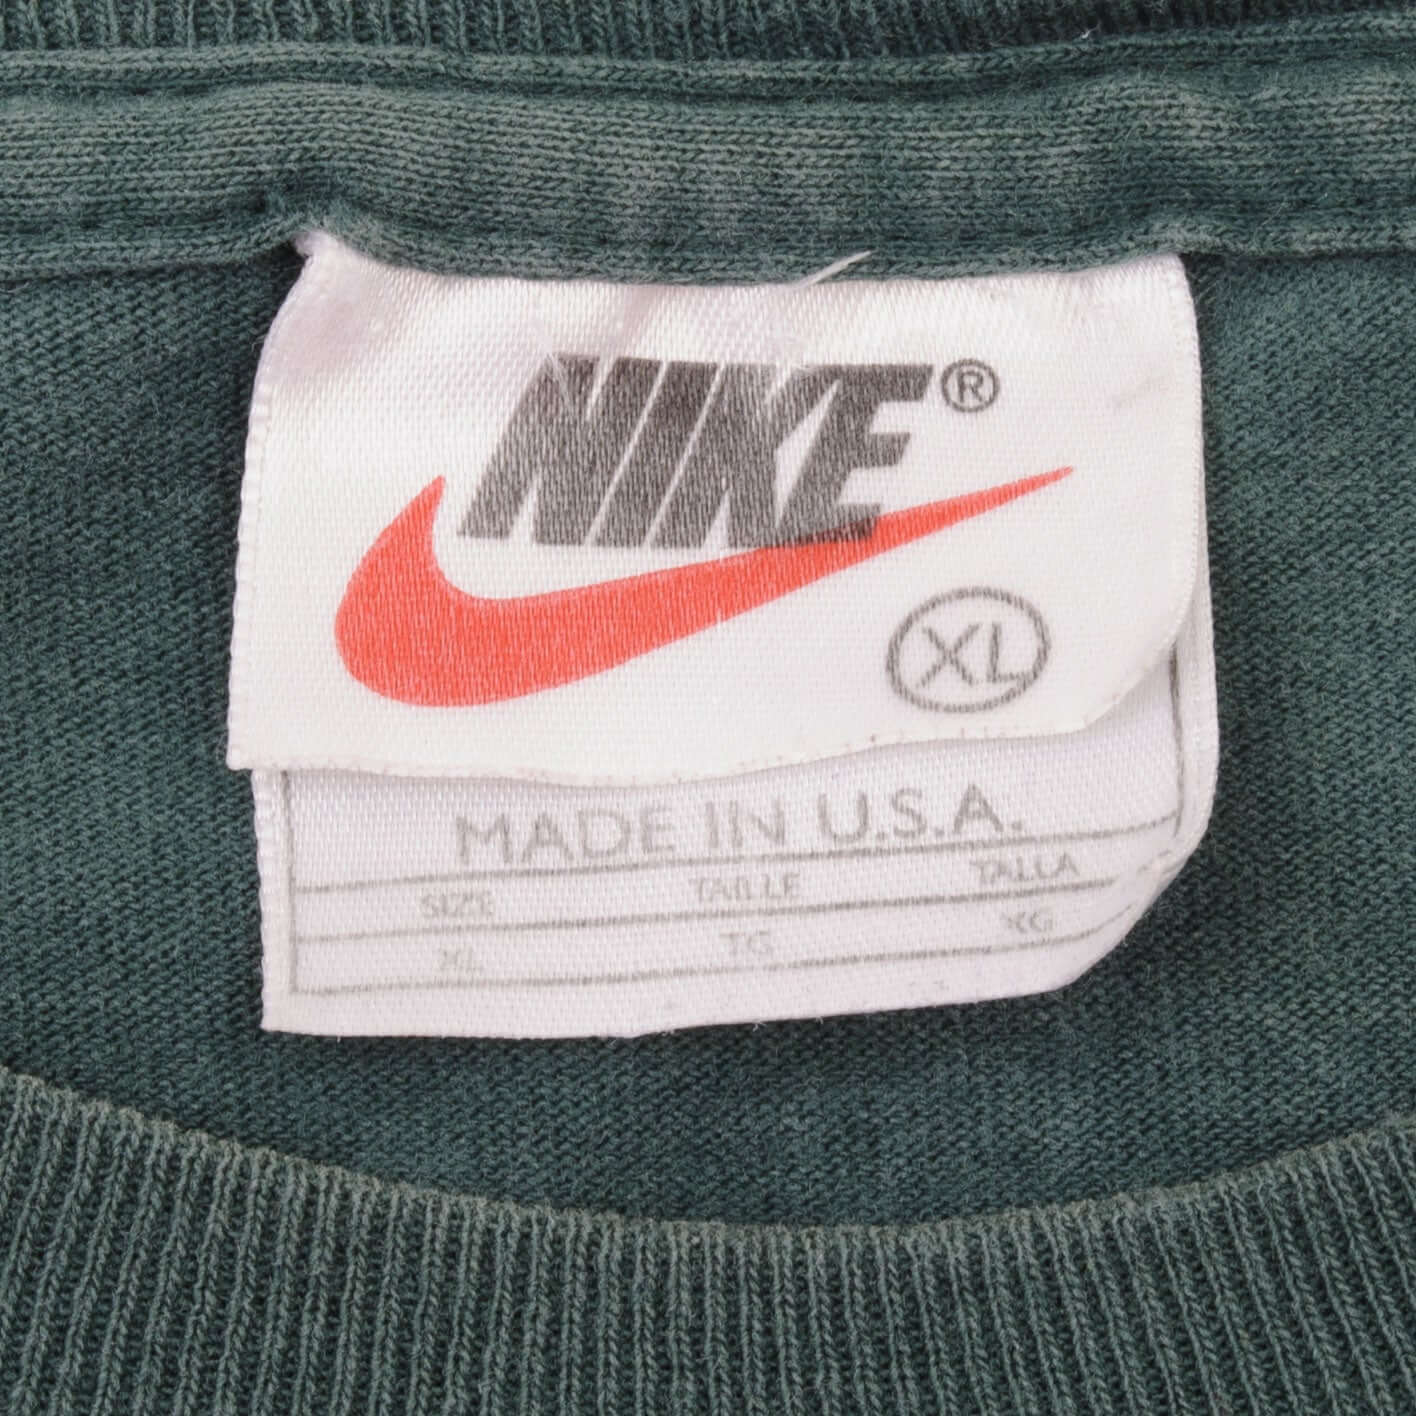 NIKE®
XL
MADE IN U.S.A.
SIZE TAILLE TALLA
XL TG XG